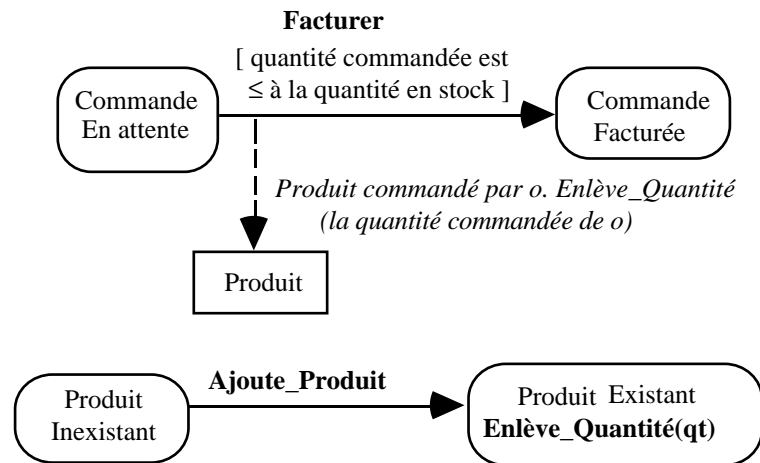 Facturer
[ quantité commandée est
≤ à la quantité en stock ]
Commande
En attente
Commande
Facturée
Produit commandé par o. Enlève_Quantité
(la quantité commandée de o)
Produit
Ajoute_Produit
Produit
Inexistant
Produit Existant
Enlève_Quantité(qt)